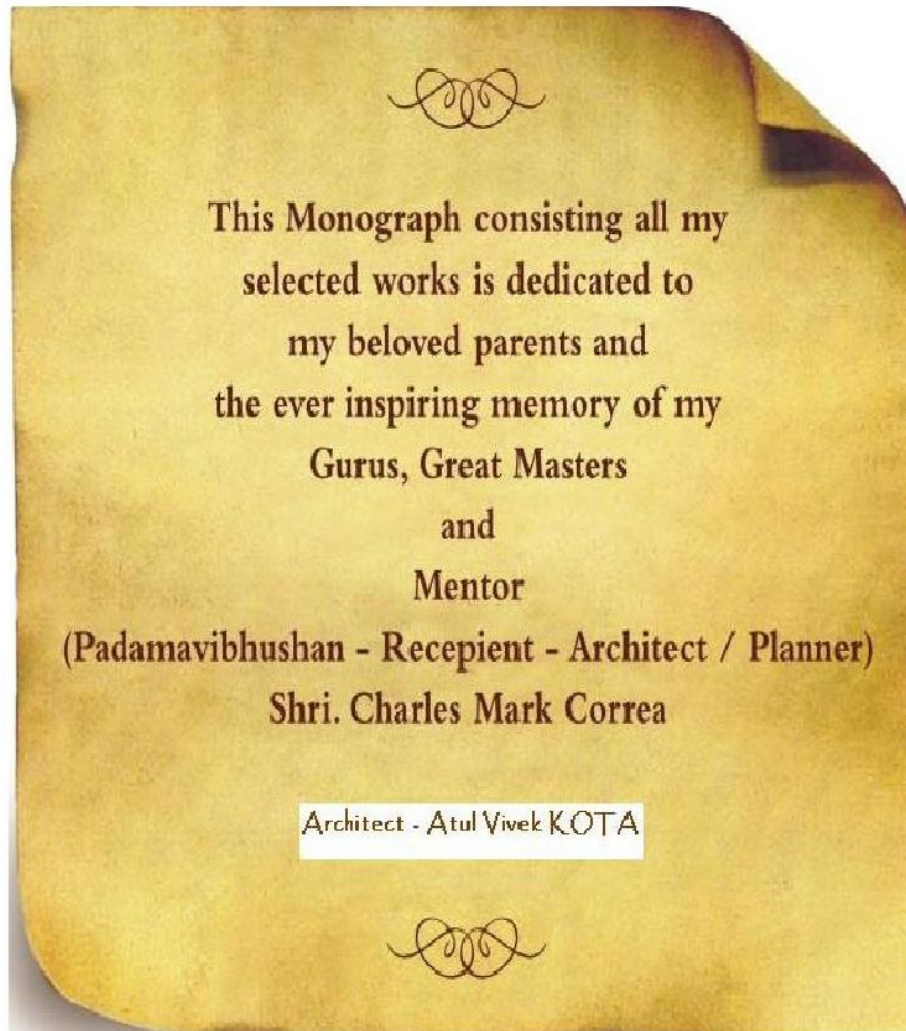 This Monograph consisting all my
selected works is dedicated to
my beloved parents and
the ever inspiring memory of my
Gurus, Great Masters
and
Mentor
(Padamavibhushan - Recepient - Architect / Planner)
Shri. Charles Mark Correa
Architect - Atul Vivek KOTA